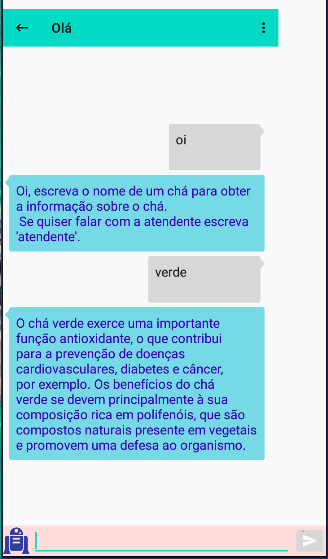 Olá
oi
Oi, escreva o nome de um chá para obter
a informação sobre o chá.
Se quiser falar com a atendente escreva
'atendente'.
verde
O chá verde exerce uma importante
função antioxidante, o que contribui
para a prevenção de doenças
cardiovasculares, diabetes e câncer,
por exemplo. Os benefícios do chá
verde se devem principalmente à sua
composição rica em polifenóis, que são
compostos naturais presente em vegetais
e promovem uma defesa ao organismo.